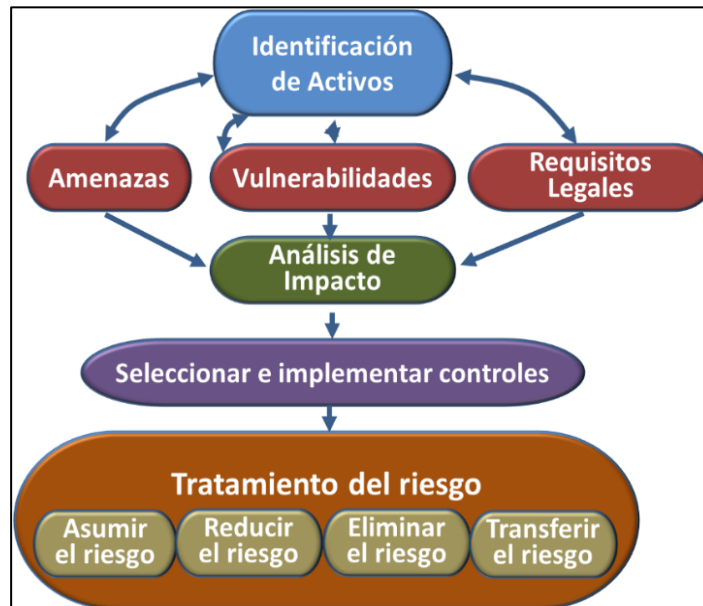 Identificación
de Activos
Amenazas
Vulnerabilidades
Requisitos
Legales
Análisis de
Impacto
Seleccionar e implementar controles
Tratamiento del riesgo
Asumir
el riesgo
Reducir
el riesgo
Eliminar
el riesgo
Transferir
el riesgo